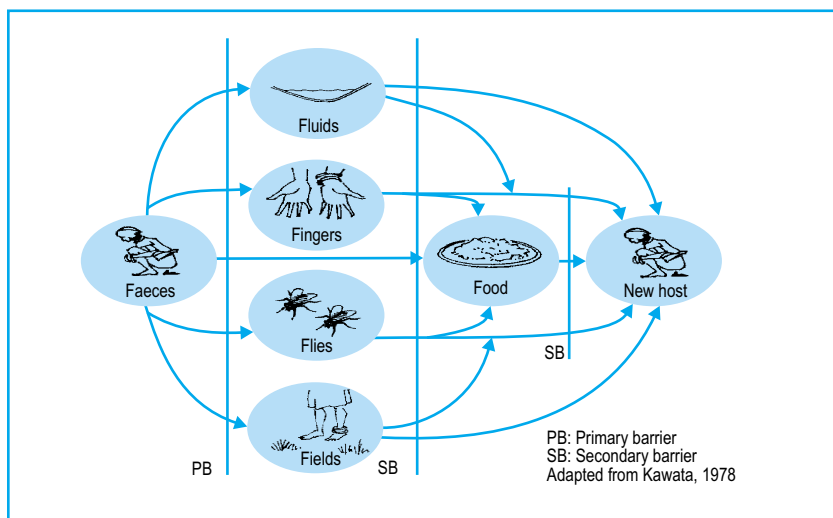 Fluids
Fingers
Faeces
Food
New host
Flies
SB
Fields
PB
SB
PB: Primary barrier
SB: Secondary barrier
Adapted from Kawata, 1978